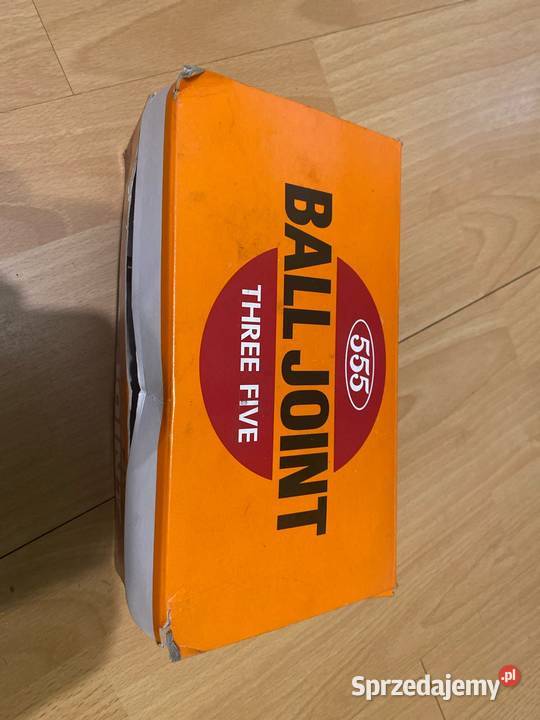 555
BALL JOINT
THREE FIVE
Sprzedajemy.pl